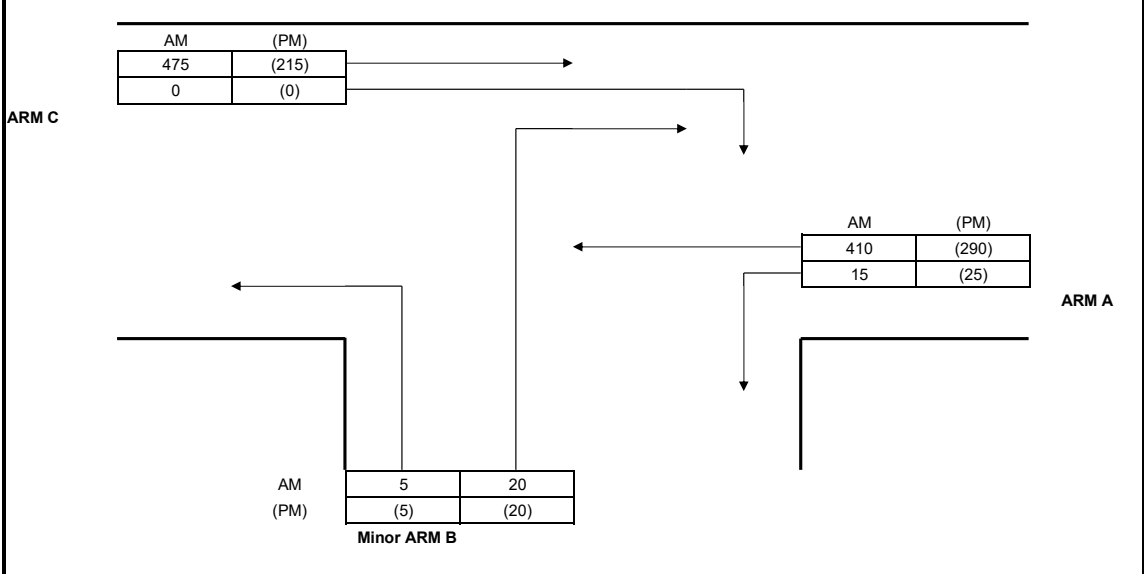 AM (PM)
475 (215)
0 (0)
ARM C
AM (PM)
410 (290)
15 (25)
ARM A
AM 5 20
(PM) (5) (20)
Minor ARM B